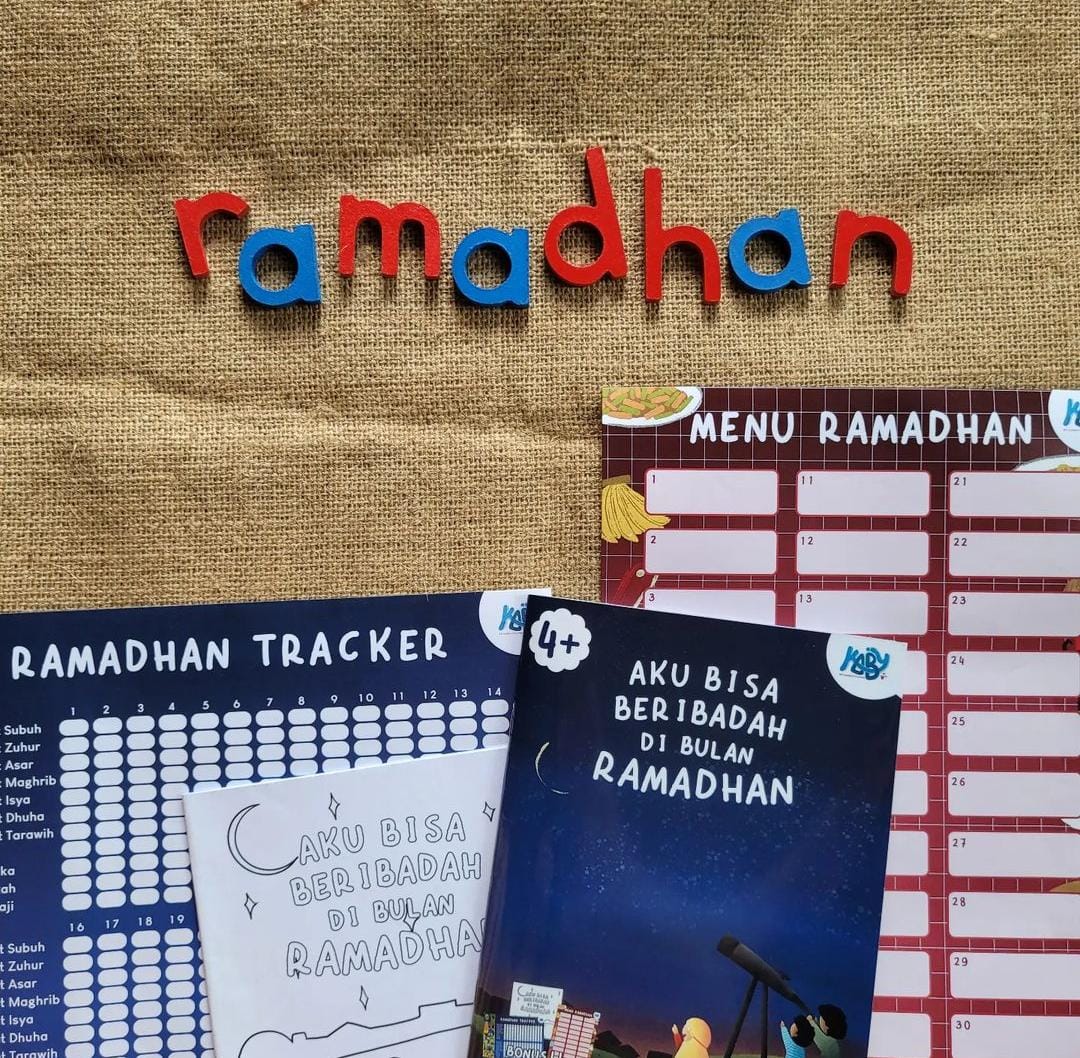 ramadhan
MENU RAMADHAN
1 11 21
2 12 22
3 13 23
24
25
26
27
28
29
30
RAMADHAN TRACKER
1 2 3 4 5 6 7 8 9 10 11 12 13 14
Subuh
Zuhur
Asar
Maghrib
Isya
Dhuha
Tarawih
16 17 18 19
Subuh
Zuhur
Asar
Maghrib
Isya
Dhuha
Tarawih
AKU BISA
BERIBADAH
DI BULAN
RAMADHA
4+
KABY
AKU BISA
BERIBADAH
DI BULAN
RAMADHAN
BONUS